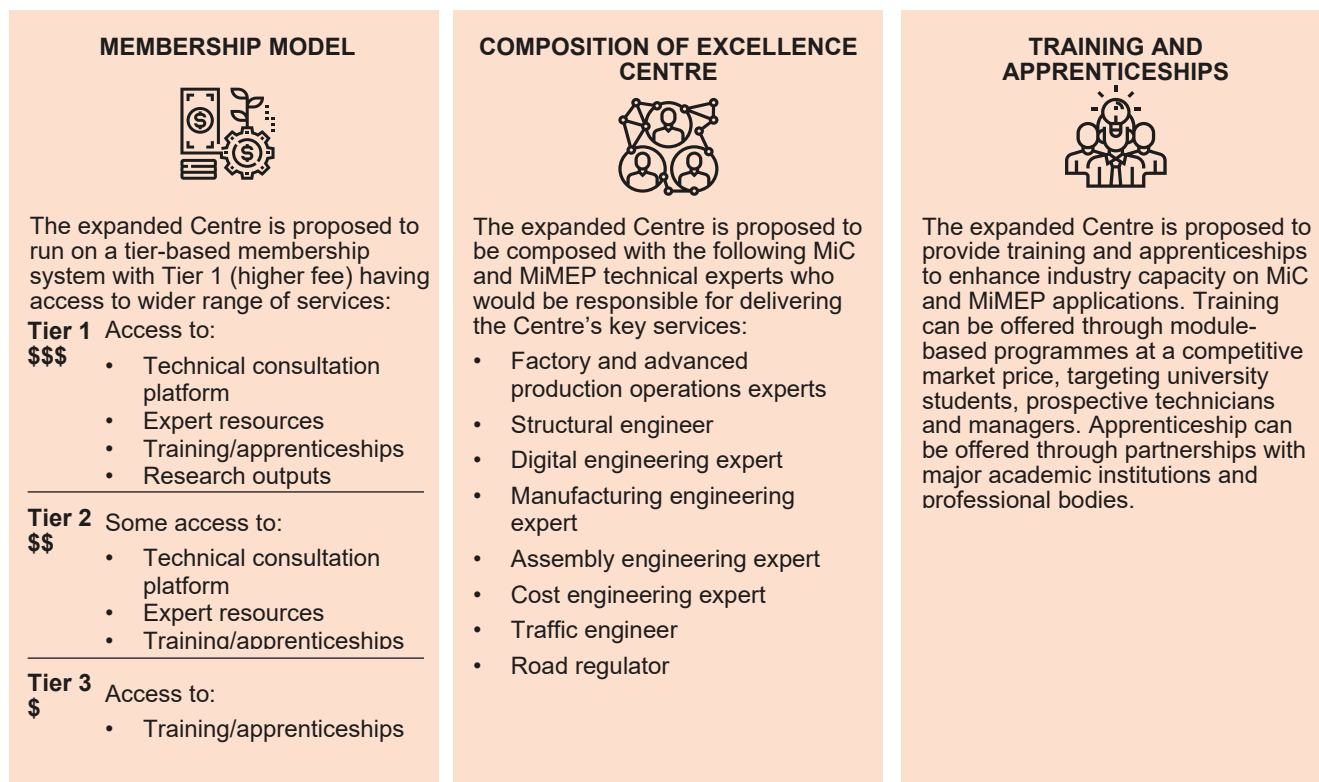 MEMBERSHIP MODEL
The expanded Centre is proposed to
run on a tier-based membership
system with Tier 1 (higher fee) having
access to wider range of services:
Tier 1 Access to:
$$$
• Technical consultation
platform
• Expert resources
• Training/apprenticeships
• Research outputs
Tier 2 Some access to:
$$
• Technical consultation
platform
• Expert resources
• Training/apprenticeships
Tier 3 Access to:
$
• Training/apprenticeships
COMPOSITION OF EXCELLENCE
CENTRE
The expanded Centre is proposed to
be composed with the following MiC
and MiMEP technical experts who
would be responsible for delivering
the Centre’s key services:
• Factory and advanced
production operations experts
• Structural engineer
• Digital engineering expert
• Manufacturing engineering
expert
• Assembly engineering expert
• Cost engineering expert
• Traffic engineer
• Road regulator
TRAINING AND
APPRENTICESHIPS
The expanded Centre is proposed to
provide training and apprenticeships
to enhance industry capacity on MiC
and MiMEP applications. Training
can be offered through module-
based programmes at a competitive
market price, targeting university
students, prospective technicians
and managers. Apprenticeship can
be offered through partnerships with
major academic institutions and
professional bodies.